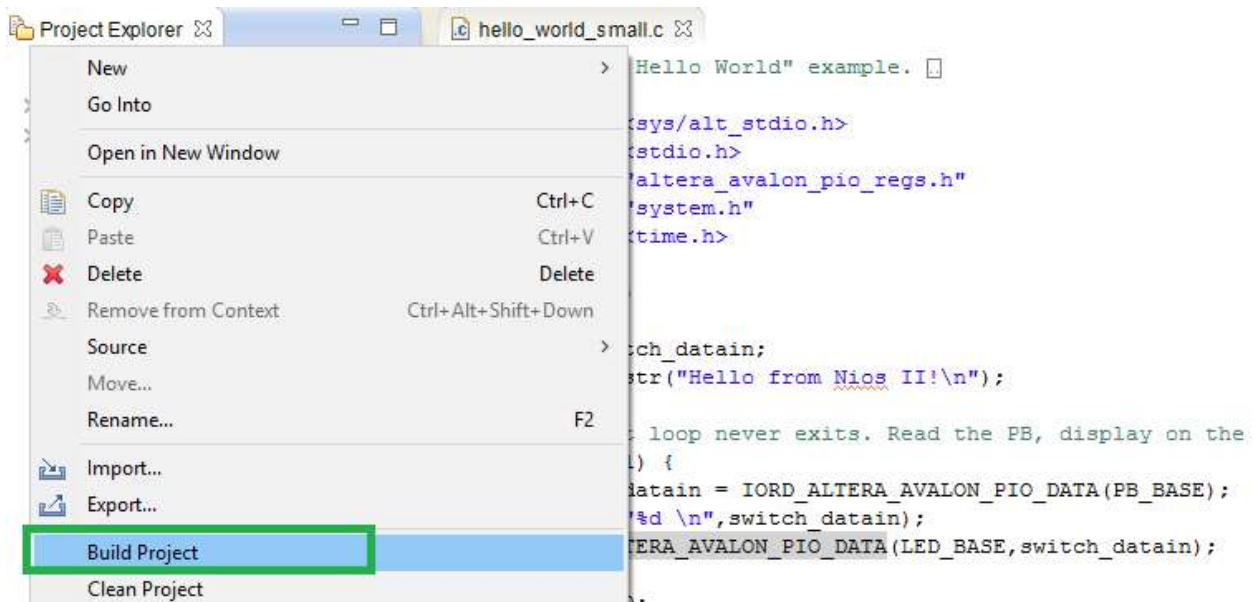 Project Explorer
hello_world_small.c
New
Go Into
Open in New Window
Copy Ctrl+C
Paste Ctrl+V
Delete Delete
Remove from Context Ctrl+Alt+Shift+Down
Source
Move...
Rename... F2
Import...
Export...
Build Project
Clean Project
Hello World" example.
sys/alt_stdio.h>
stdio.h>
altera_avalon_pio_regs.h"
system.h"
time.h>
ch_datain;
str("Hello from Nios II!\n");
loop never exits. Read the PB, display on the
) {
datain = IORD_ALTERA_AVALON_PIO_DATA(PB_BASE);
"%d \n",switch_datain);
TERA_AVALON_PIO_DATA(LED_BASE,switch_datain);